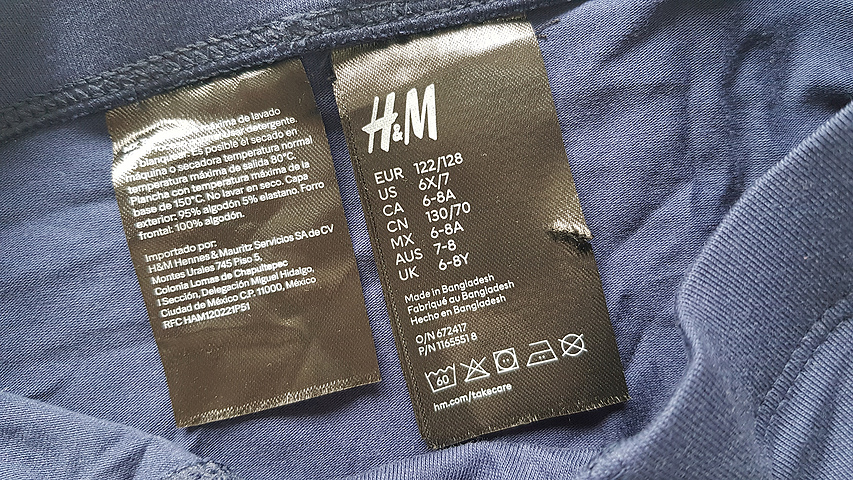 máxima de lavado
detergente.
blanquear. Es posible el secado en
máquina o secadora temperatura normal
temperatura máxima de salida 80°C.
Plancha con temperatura máxima de la
base de 150°C. No lavar en seco. Capa
exterior: 95% algodón 5% elastano. Forro
frontal: 100% algodón.
Importado por:
H&M Hennes & Mauritz Servicios SA de CV
Montes Urales 745 Piso 5,
Colonia Lomas de Chapultepec
I Sección, Delegación Miguel Hidalgo,
Ciudad de México C.P. 11000, México
RFC HAM120221PS1
H&M
EUR 122/128
US 6X/7
CA 6-8A
CN 130/70
MX 6-8A
AUS 7-8
UK 6-8Y
Made in Bangladesh
Fabriqué au Bangladesh
Hecho en Bangladesh
O/N 672417
P/N 1165551 8
60
hm.com/takecare